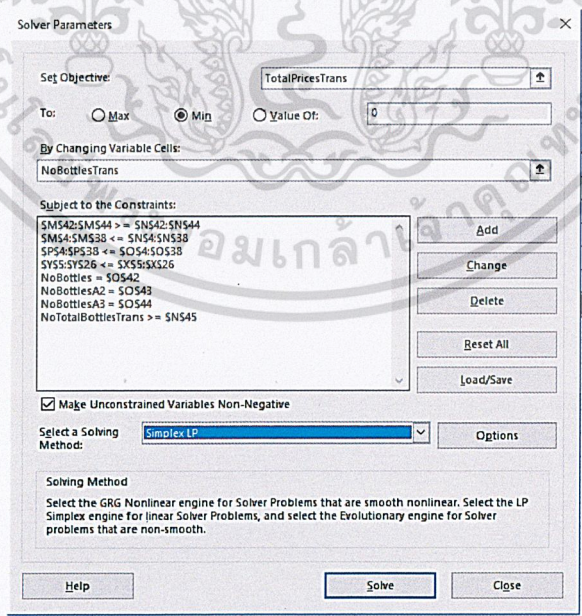 Solver Parameters
Set Objective:
TotalPricesTrans
To:
Max
Min
Value Of:
0
By Changing Variable Cells:
NoBottlesTrans
Subject to the Constraints:
$M$42:$M$44 >= $N$42:$N$44
$M$4:$M$38 <= $N$4:$N$38
$P$4:$P$38 <= $O$4:$O$38
$Y$5:$Y$26 <= $X$5:$X$26
NoBottles = $O$42
NoBottlesA2 = $O$43
NoBottlesA3 = $O$44
NoTotalBottlesTrans >= $N$45
Add
Change
Delete
Reset All
Load/Save
Make Unconstrained Variables Non-Negative
Select a Solving
Method:
Simplex LP
Options
Solving Method
Select the GRG Nonlinear engine for Solver Problems that are smooth nonlinear. Select the LP
Simplex engine for linear Solver Problems, and select the Evolutionary engine for Solver
problems that are non-smooth.
Help
Solve
Close